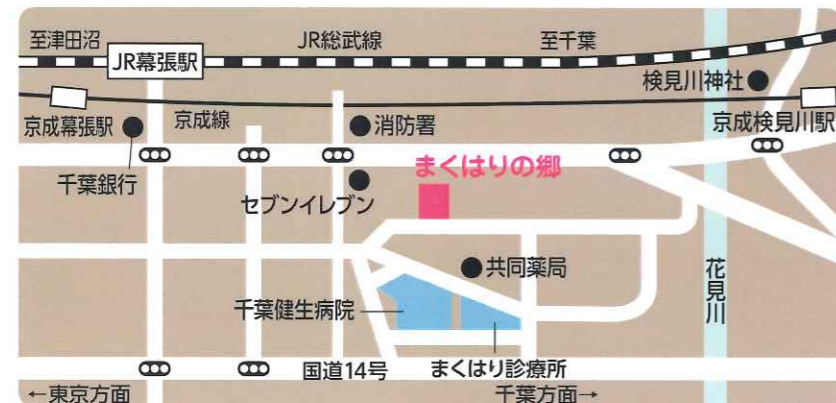 至津田沼
JR総武線
至千葉
JR幕張駅
検見川神社
京成幕張駅
京成線
消防署
京成検見川駅
千葉銀行
まくはりの郷
セブンイレブン
共同薬局
花見川
千葉健生病院
国道14号
まくはり診療所
←東京方面
千葉方面→